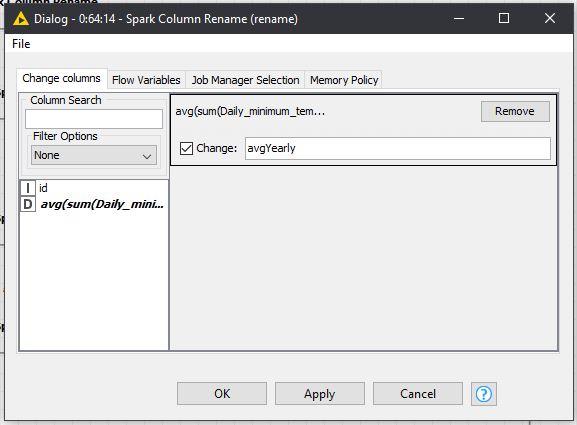 Dialog - 0:64:14 - Spark Column Rename (rename)
File
Change columns
Flow Variables
Job Manager Selection
Memory Policy
Column Search
Filter Options
None
I id
D avg(sum(Daily_mini...
avg(sum(Daily_minimum_tem...
Remove
Change: avgYearly
OK
Apply
Cancel
?